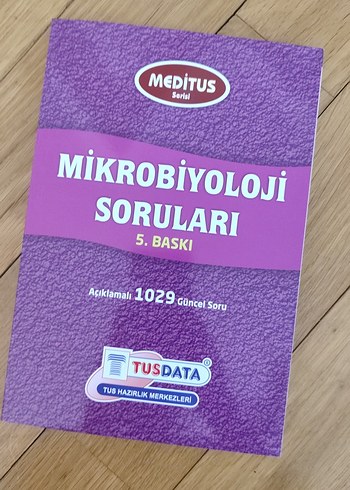 MEDİTUS
Serisi
MİKROBİYOLOJİ
SORULARI
5. BASKI
Açıklamalı 1029 Güncel Soru
TUSDATA ®
TUS HAZIRLIK MERKEZLERİ